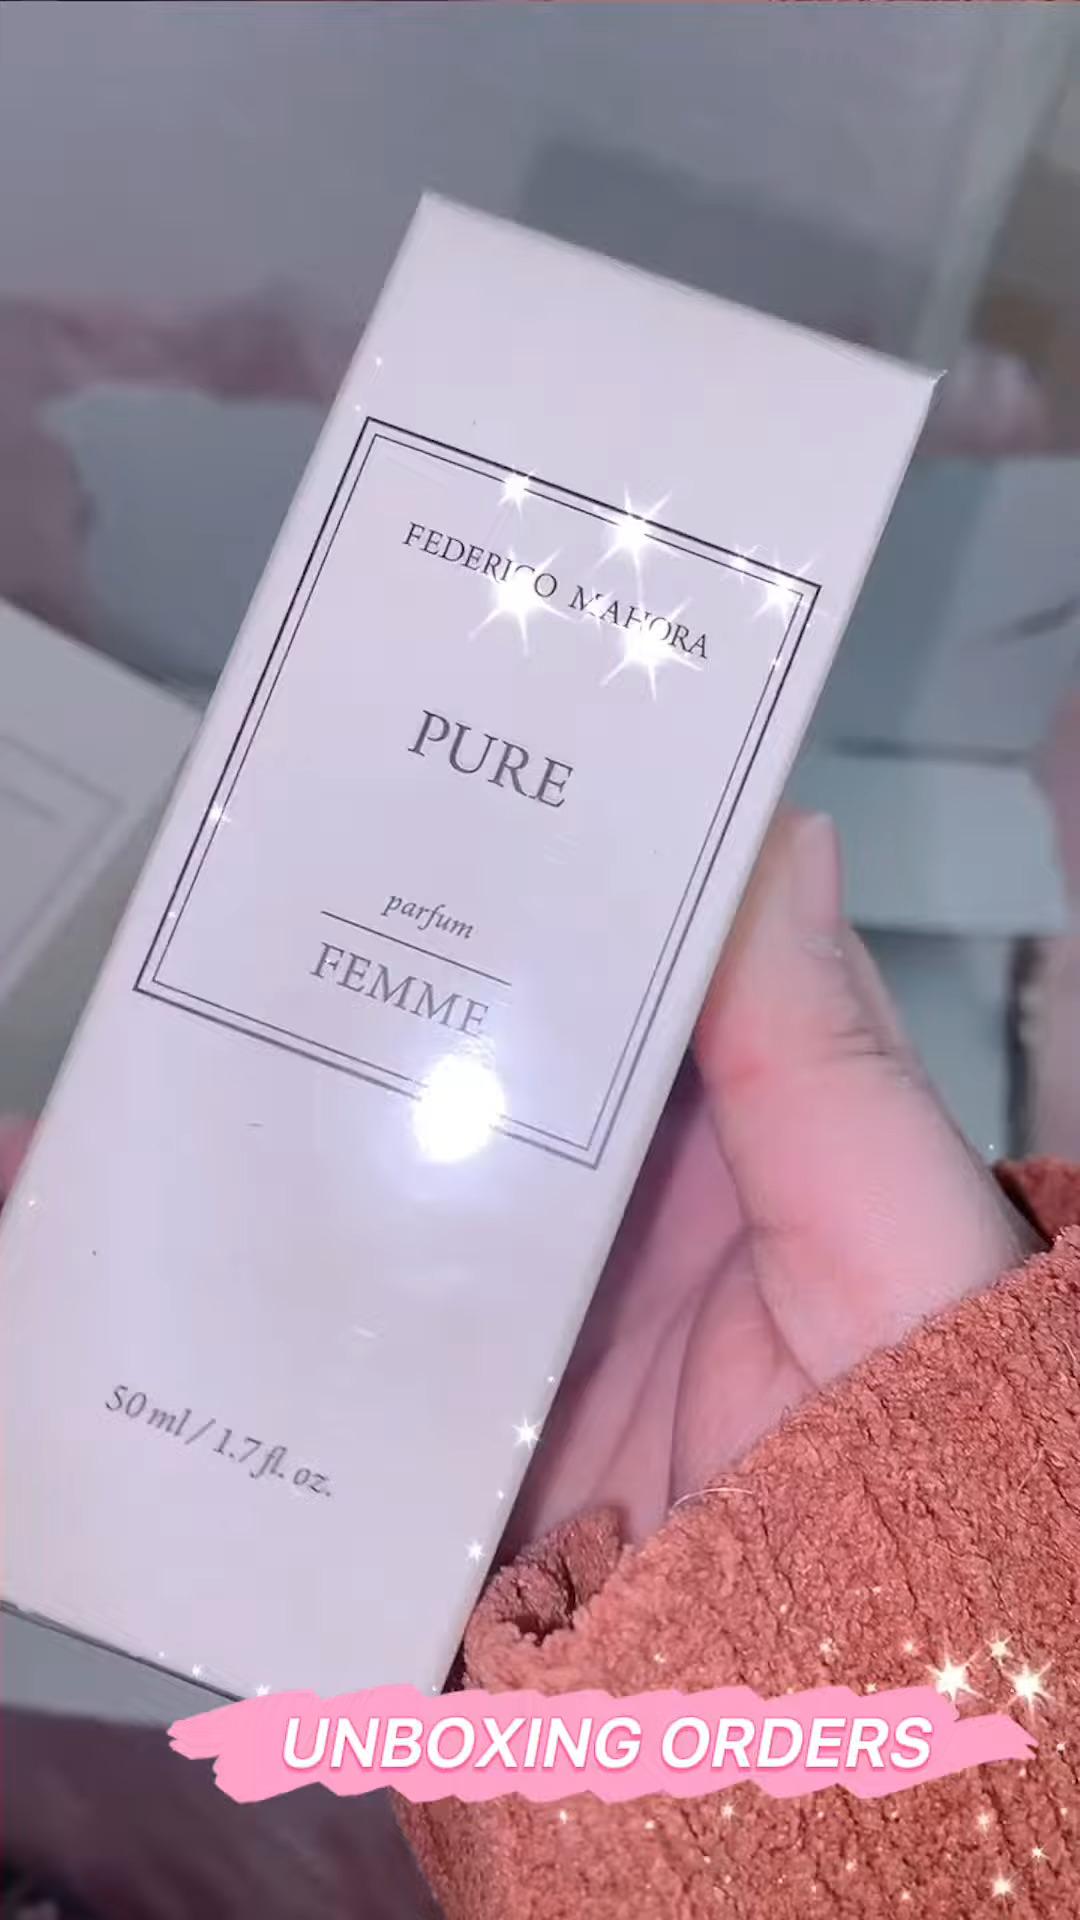 FEDERICO MAHORA
PURE
parfum
FEMME
50 ml / 1.7 fl. oz.
UNBOXING ORDERS